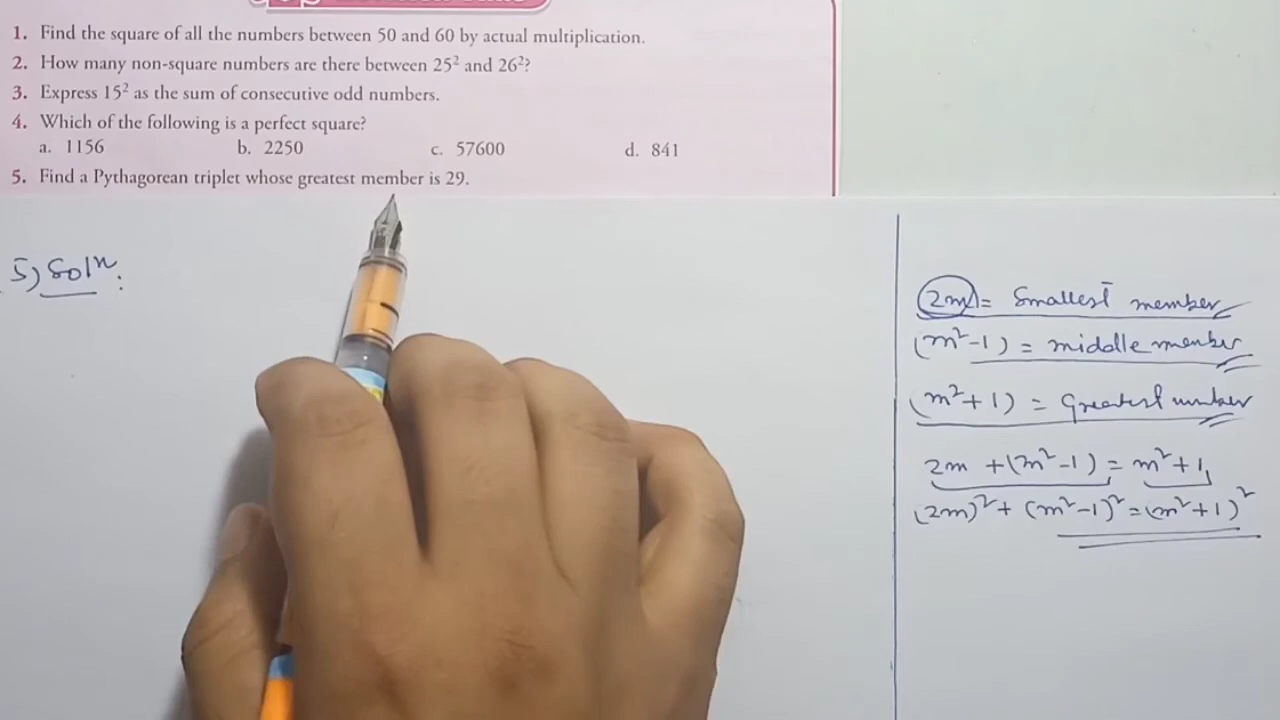 1. Find the square of all the numbers between 50 and 60 by actual multiplication.
2. How many non-square numbers are there between 25² and 26²?
3. Express 15² as the sum of consecutive odd numbers.
4. Which of the following is a perfect square?
a. 1156 b. 2250 c. 57600 d. 841
5. Find a Pythagorean triplet whose greatest member is 29.
5) Solⁿ:
2m = Smallest member
(m²-1) = middle member
(m²+1) = Greatest number
2m + (m²-1) = m²+1
(2m)² + (m²-1)² = (m²+1)²